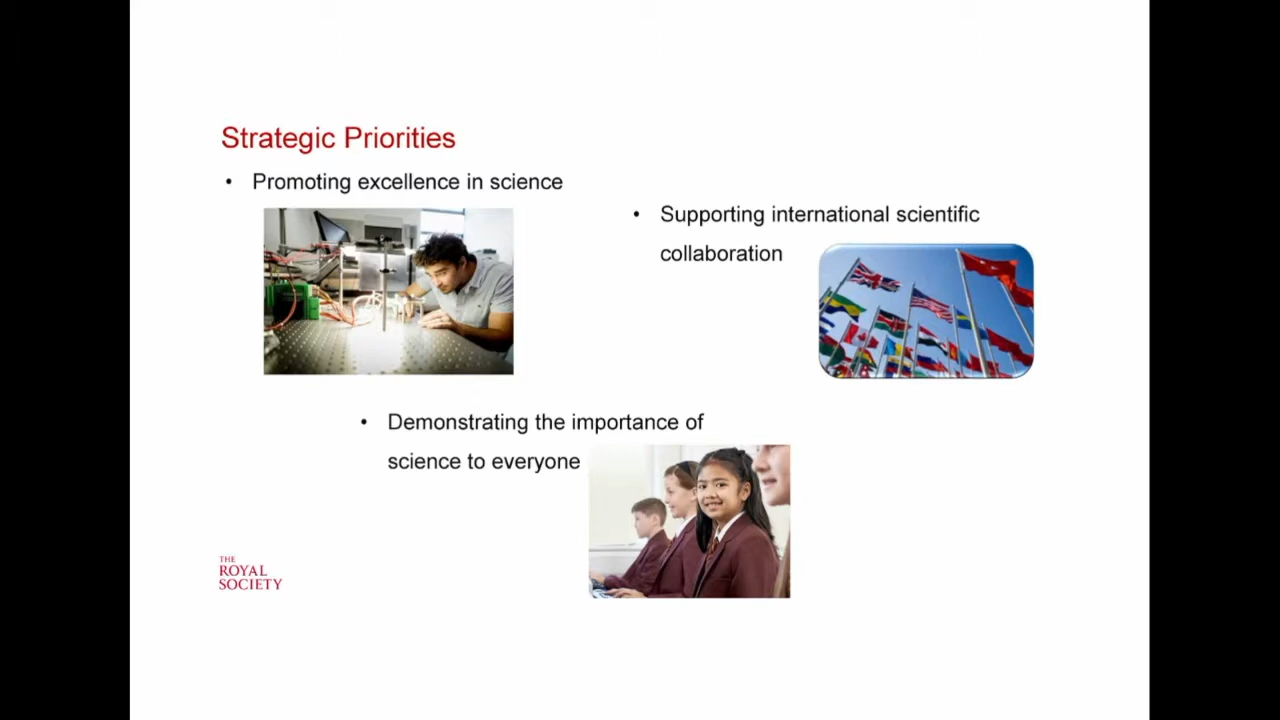 Strategic Priorities
• Promoting excellence in science
• Supporting international scientific
collaboration
• Demonstrating the importance of
science to everyone
THE
ROYAL
SOCIETY